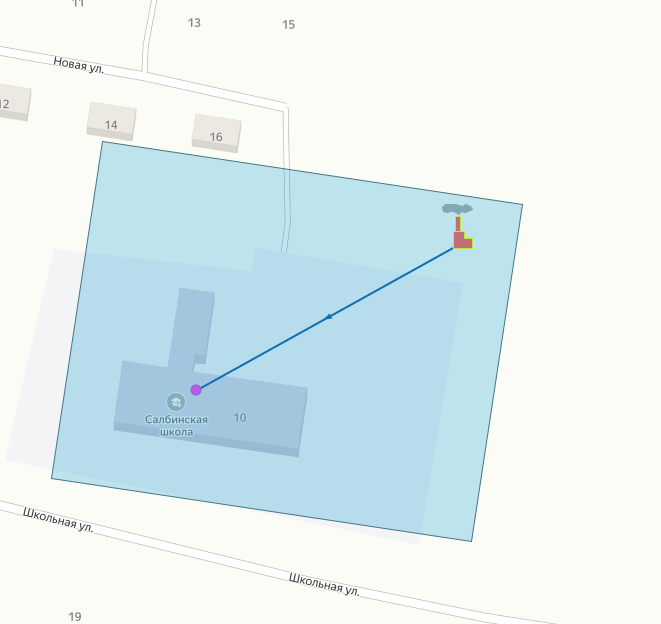 11
13
15
Новая ул.
12
14
16
Салбинская
школа
10
Школьная ул.
Школьная ул.
19